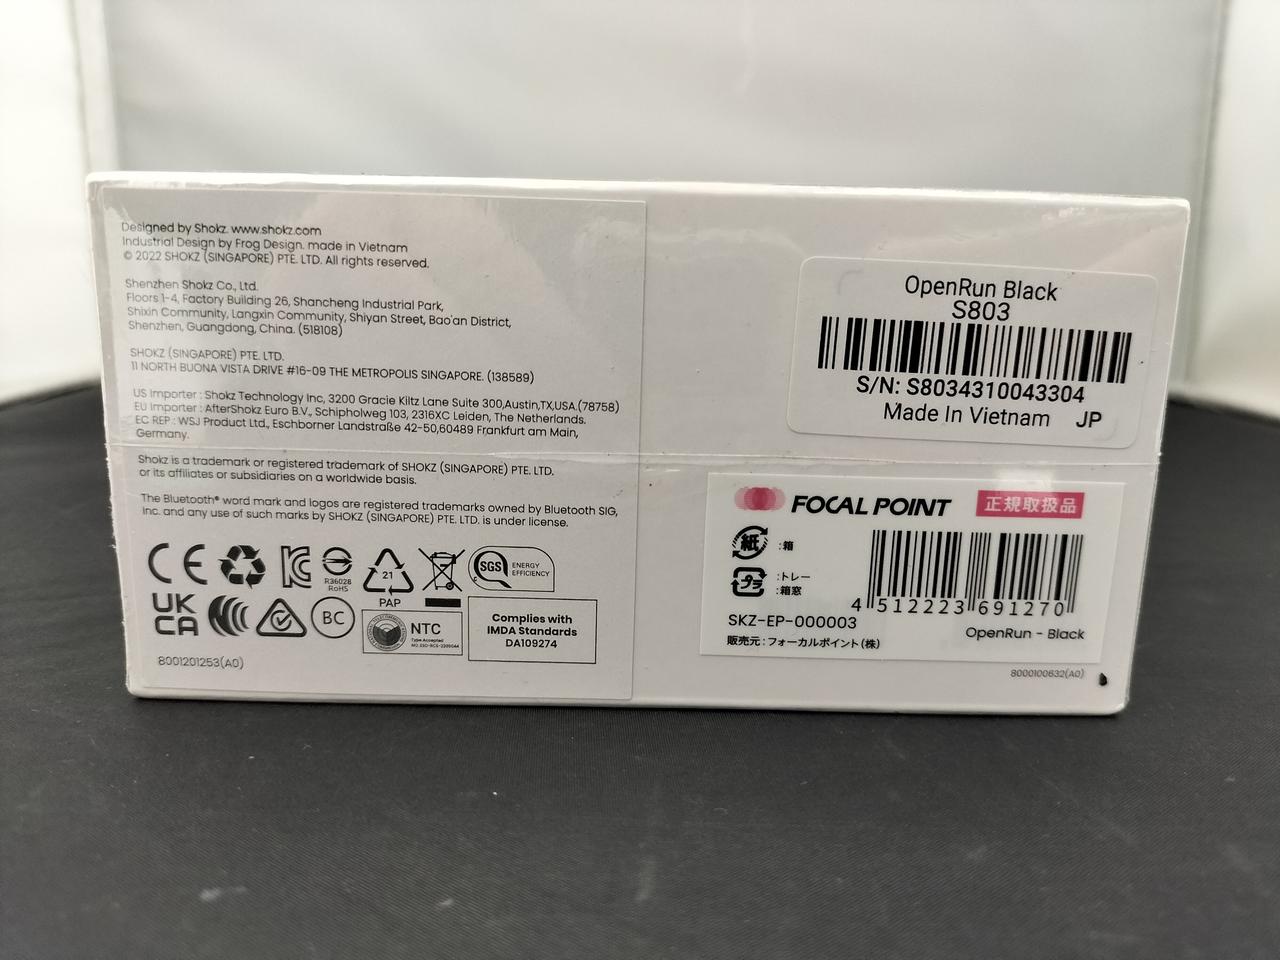 Designed by Shokz. www.shokz.com
Industrial Design by Frog Design. made in Vietnam
© 2022 SHOKZ (SINGAPORE) PTE. LTD. All rights reserved.
Shenzhen Shokz Co., Ltd.
Floors 1-4, Factory Building 26, Shancheng Industrial Park,
Shixin Community, Langxin Community, Shiyan Street, Bao'an District,
Shenzhen, Guangdong, China. (518108)
SHOKZ (SINGAPORE) PTE. LTD.
11 NORTH BUONA VISTA DRIVE #16-09 THE METROPOLIS SINGAPORE. (138589)
US Importer : Shokz Technology Inc, 3200 Gracie Kiltz Lane Suite 300,Austin,TX,USA.(78758)
EU Importer : AfterShokz Euro B.V., Schipholweg 103, 2316XC Leiden, The Netherlands.
EC REP : WSJ Product Ltd., Eschborner Landstraße 42-50,60489 Frankfurt am Main,
Germany.
Shokz is a trademark or registered trademark of SHOKZ (SINGAPORE) PTE. LTD.
or its affiliates or subsidiaries on a worldwide basis.
The Bluetooth® word mark and logos are registered trademarks owned by Bluetooth SIG,
Inc. and any use of such marks by SHOKZ (SINGAPORE) PTE. LTD. is under license.
CE
R36028
RoHS
21
PAP
SGS
ENERGY
EFFICIENCY
UK
CA
BC
NTC
Type Accepted
Complies with
IMDA Standards
DA109274
8001201253(A0)
OpenRun Black
S803
S/N: S8034310043304
Made In Vietnam JP
FOCAL POINT 正規取扱品
紙 :箱
プラ :トレー
:箱窓
4 512223 691270
SKZ-EP-000003
OpenRun - Black
販売元:フォーカルポイント(株)
8000100632(A0)